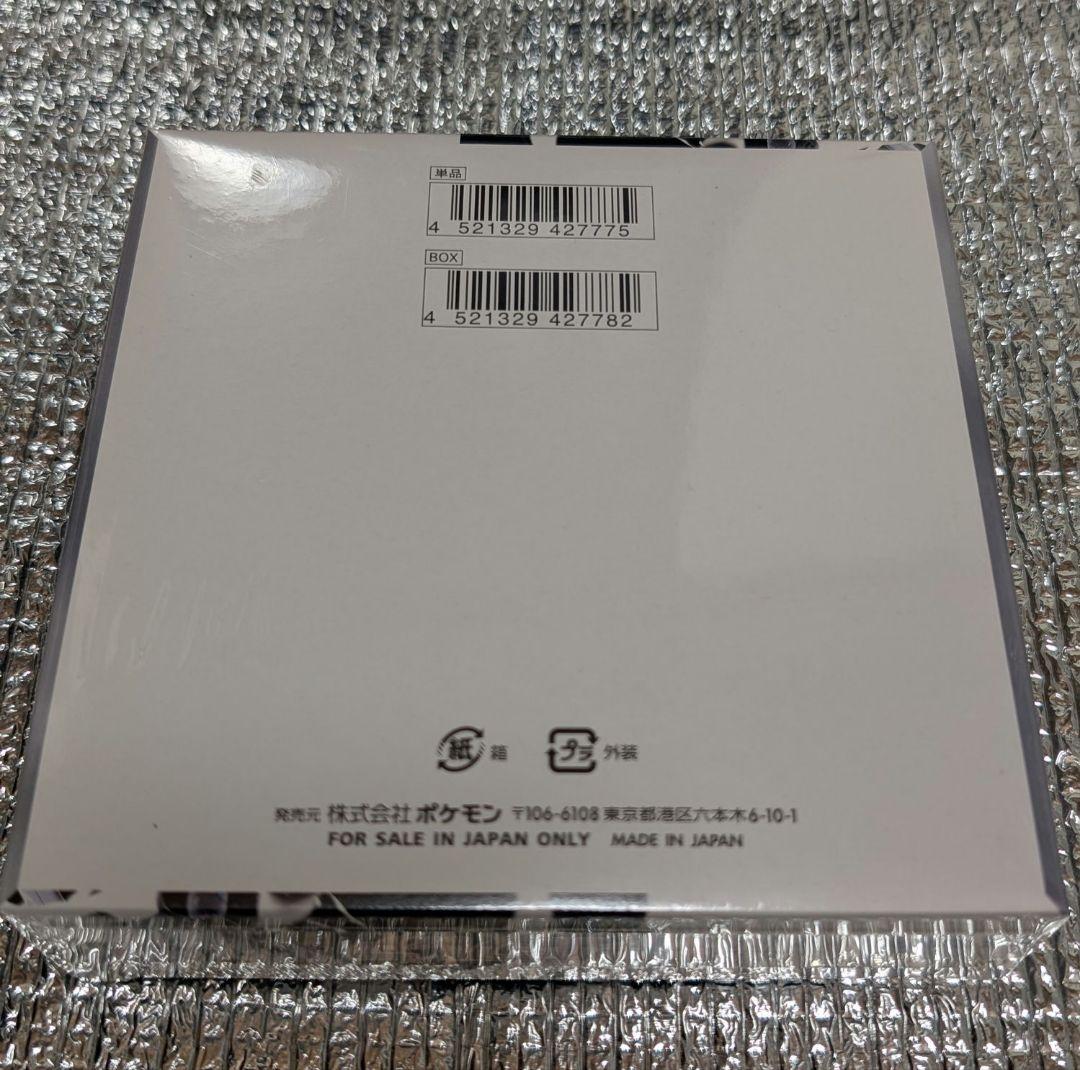 単品
4 521329 427775
BOX
4 521329 427782
紙 箱 プラ 外装
発売元 株式会社 ポケモン 〒106-6108 東京都港区六本木6-10-1
FOR SALE IN JAPAN ONLY MADE IN JAPAN